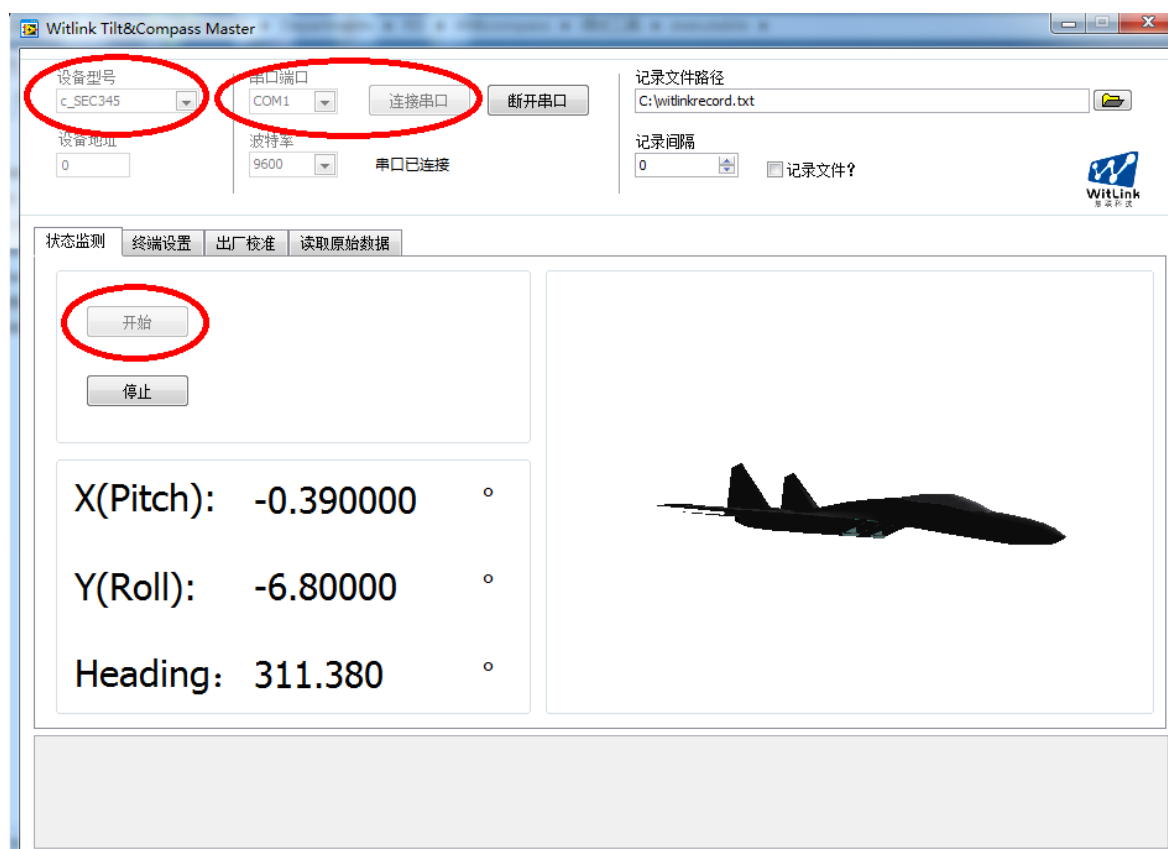 Witlink Tilt&Compass Master
设备型号
c_SEC345
设备地址
0
串口端口
COM1
连接串口
断开串口
波特率
9600
串口已连接
记录文件路径
C:\witlinkrecord.txt
记录间隔
0
记录文件?
WitLink
状态监测
终端设置
出厂校准
读取原始数据
开始
停止
X(Pitch): -0.390000 °
Y(Roll): -6.80000 °
Heading： 311.380 °